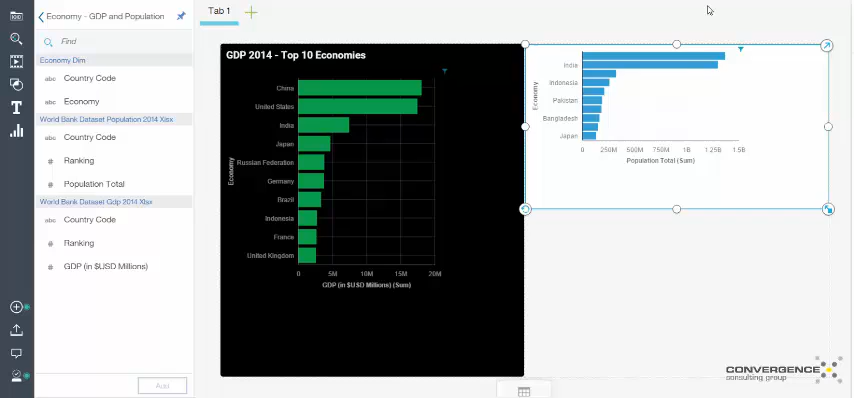 Economy - GDP and Population
Find
Economy Dim
abc Country Code
abc Economy
World Bank Dataset Population 2014 Xlsx
abc Country Code
# Ranking
# Population Total
World Bank Dataset Gdp 2014 Xlsx
abc Country Code
# Ranking
# GDP (in $USD Millions)
Add
Tab 1
GDP 2014 - Top 10 Economies
Economy
China
United States
India
Japan
Russian Federation
Germany
Brazil
Indonesia
France
United Kingdom
0 5M 10M 15M 20M
GDP (in $USD Millions) (Sum)
Economy
India
Indonesia
Pakistan
Bangladesh
Japan
0 250M 500M 750M 1B 1.25B 1.5B
Population Total (Sum)
CONVERGENCE
consulting group